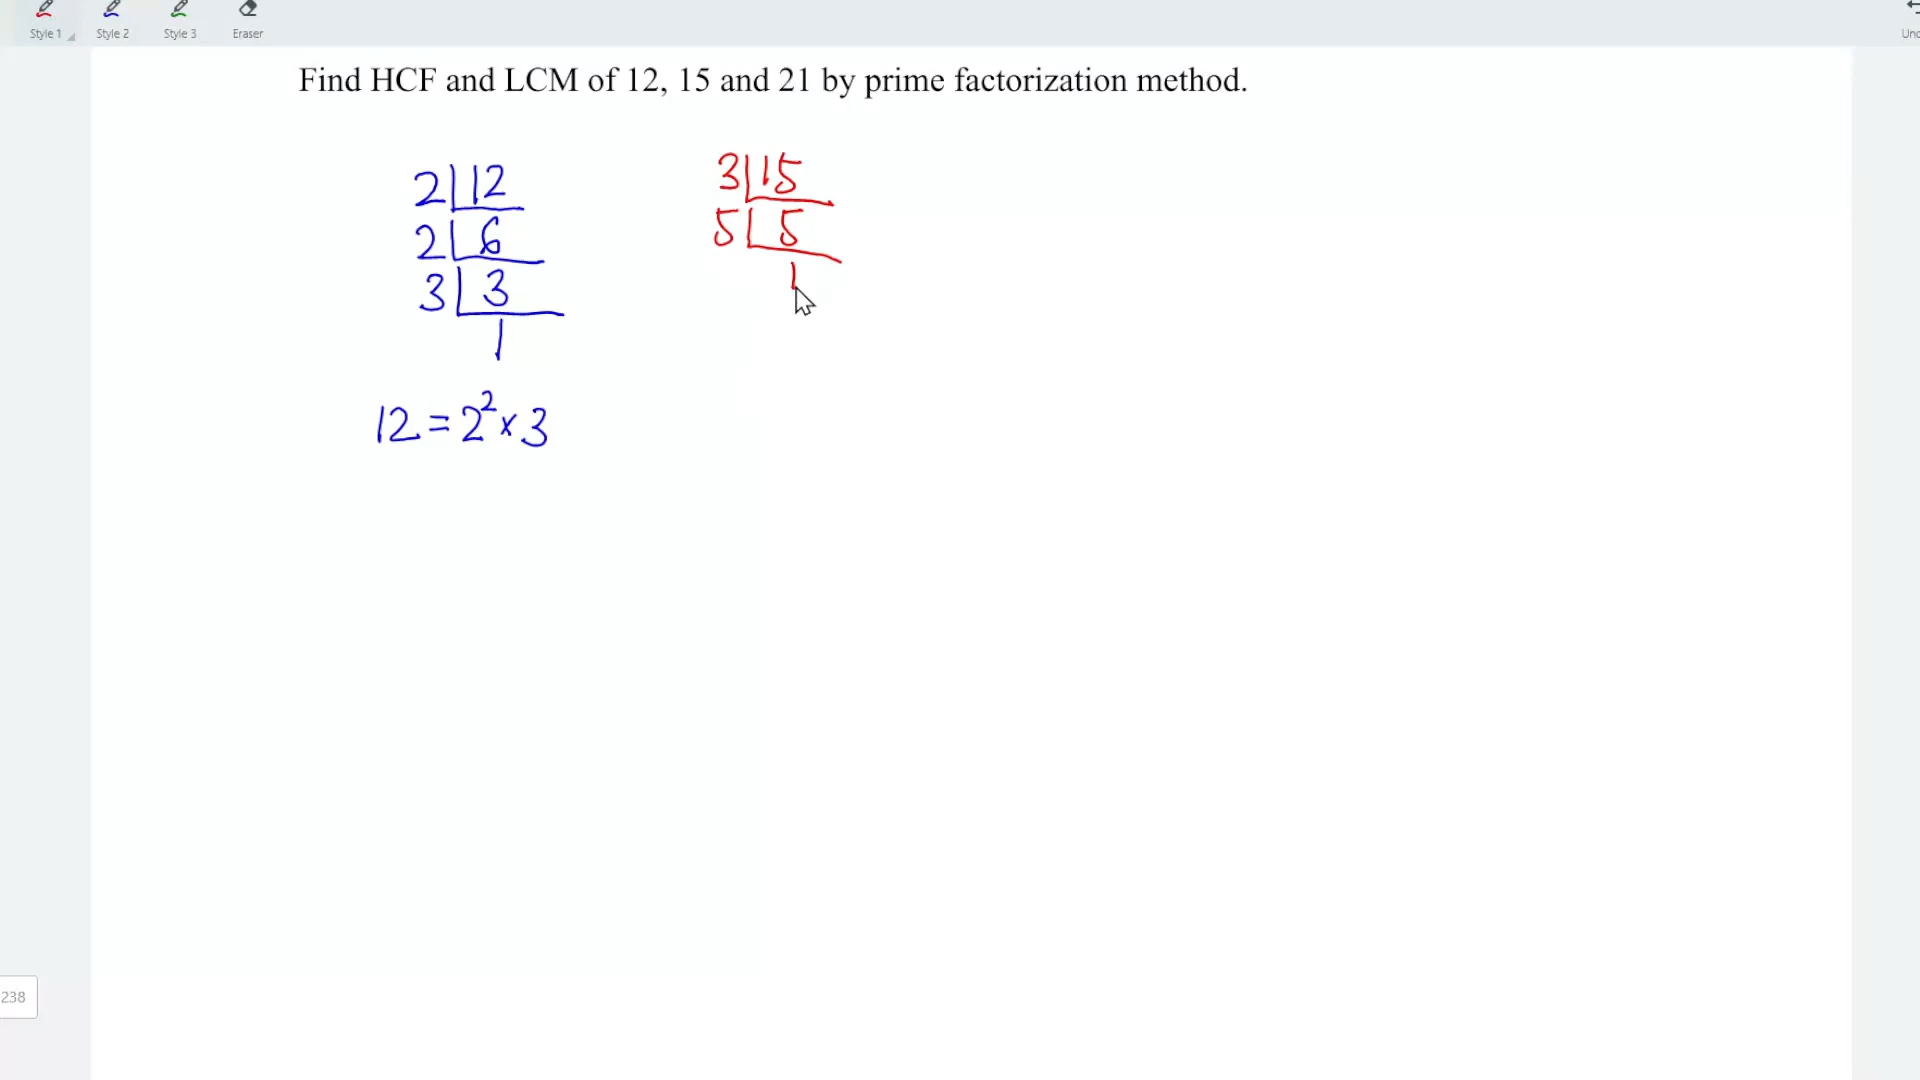 Style 1 Style 2 Style 3 Eraser
Find HCF and LCM of 12, 15 and 21 by prime factorization method.
2 12
2 6
3 3
1
12 = 2² × 3
3 15
5 5
1
238